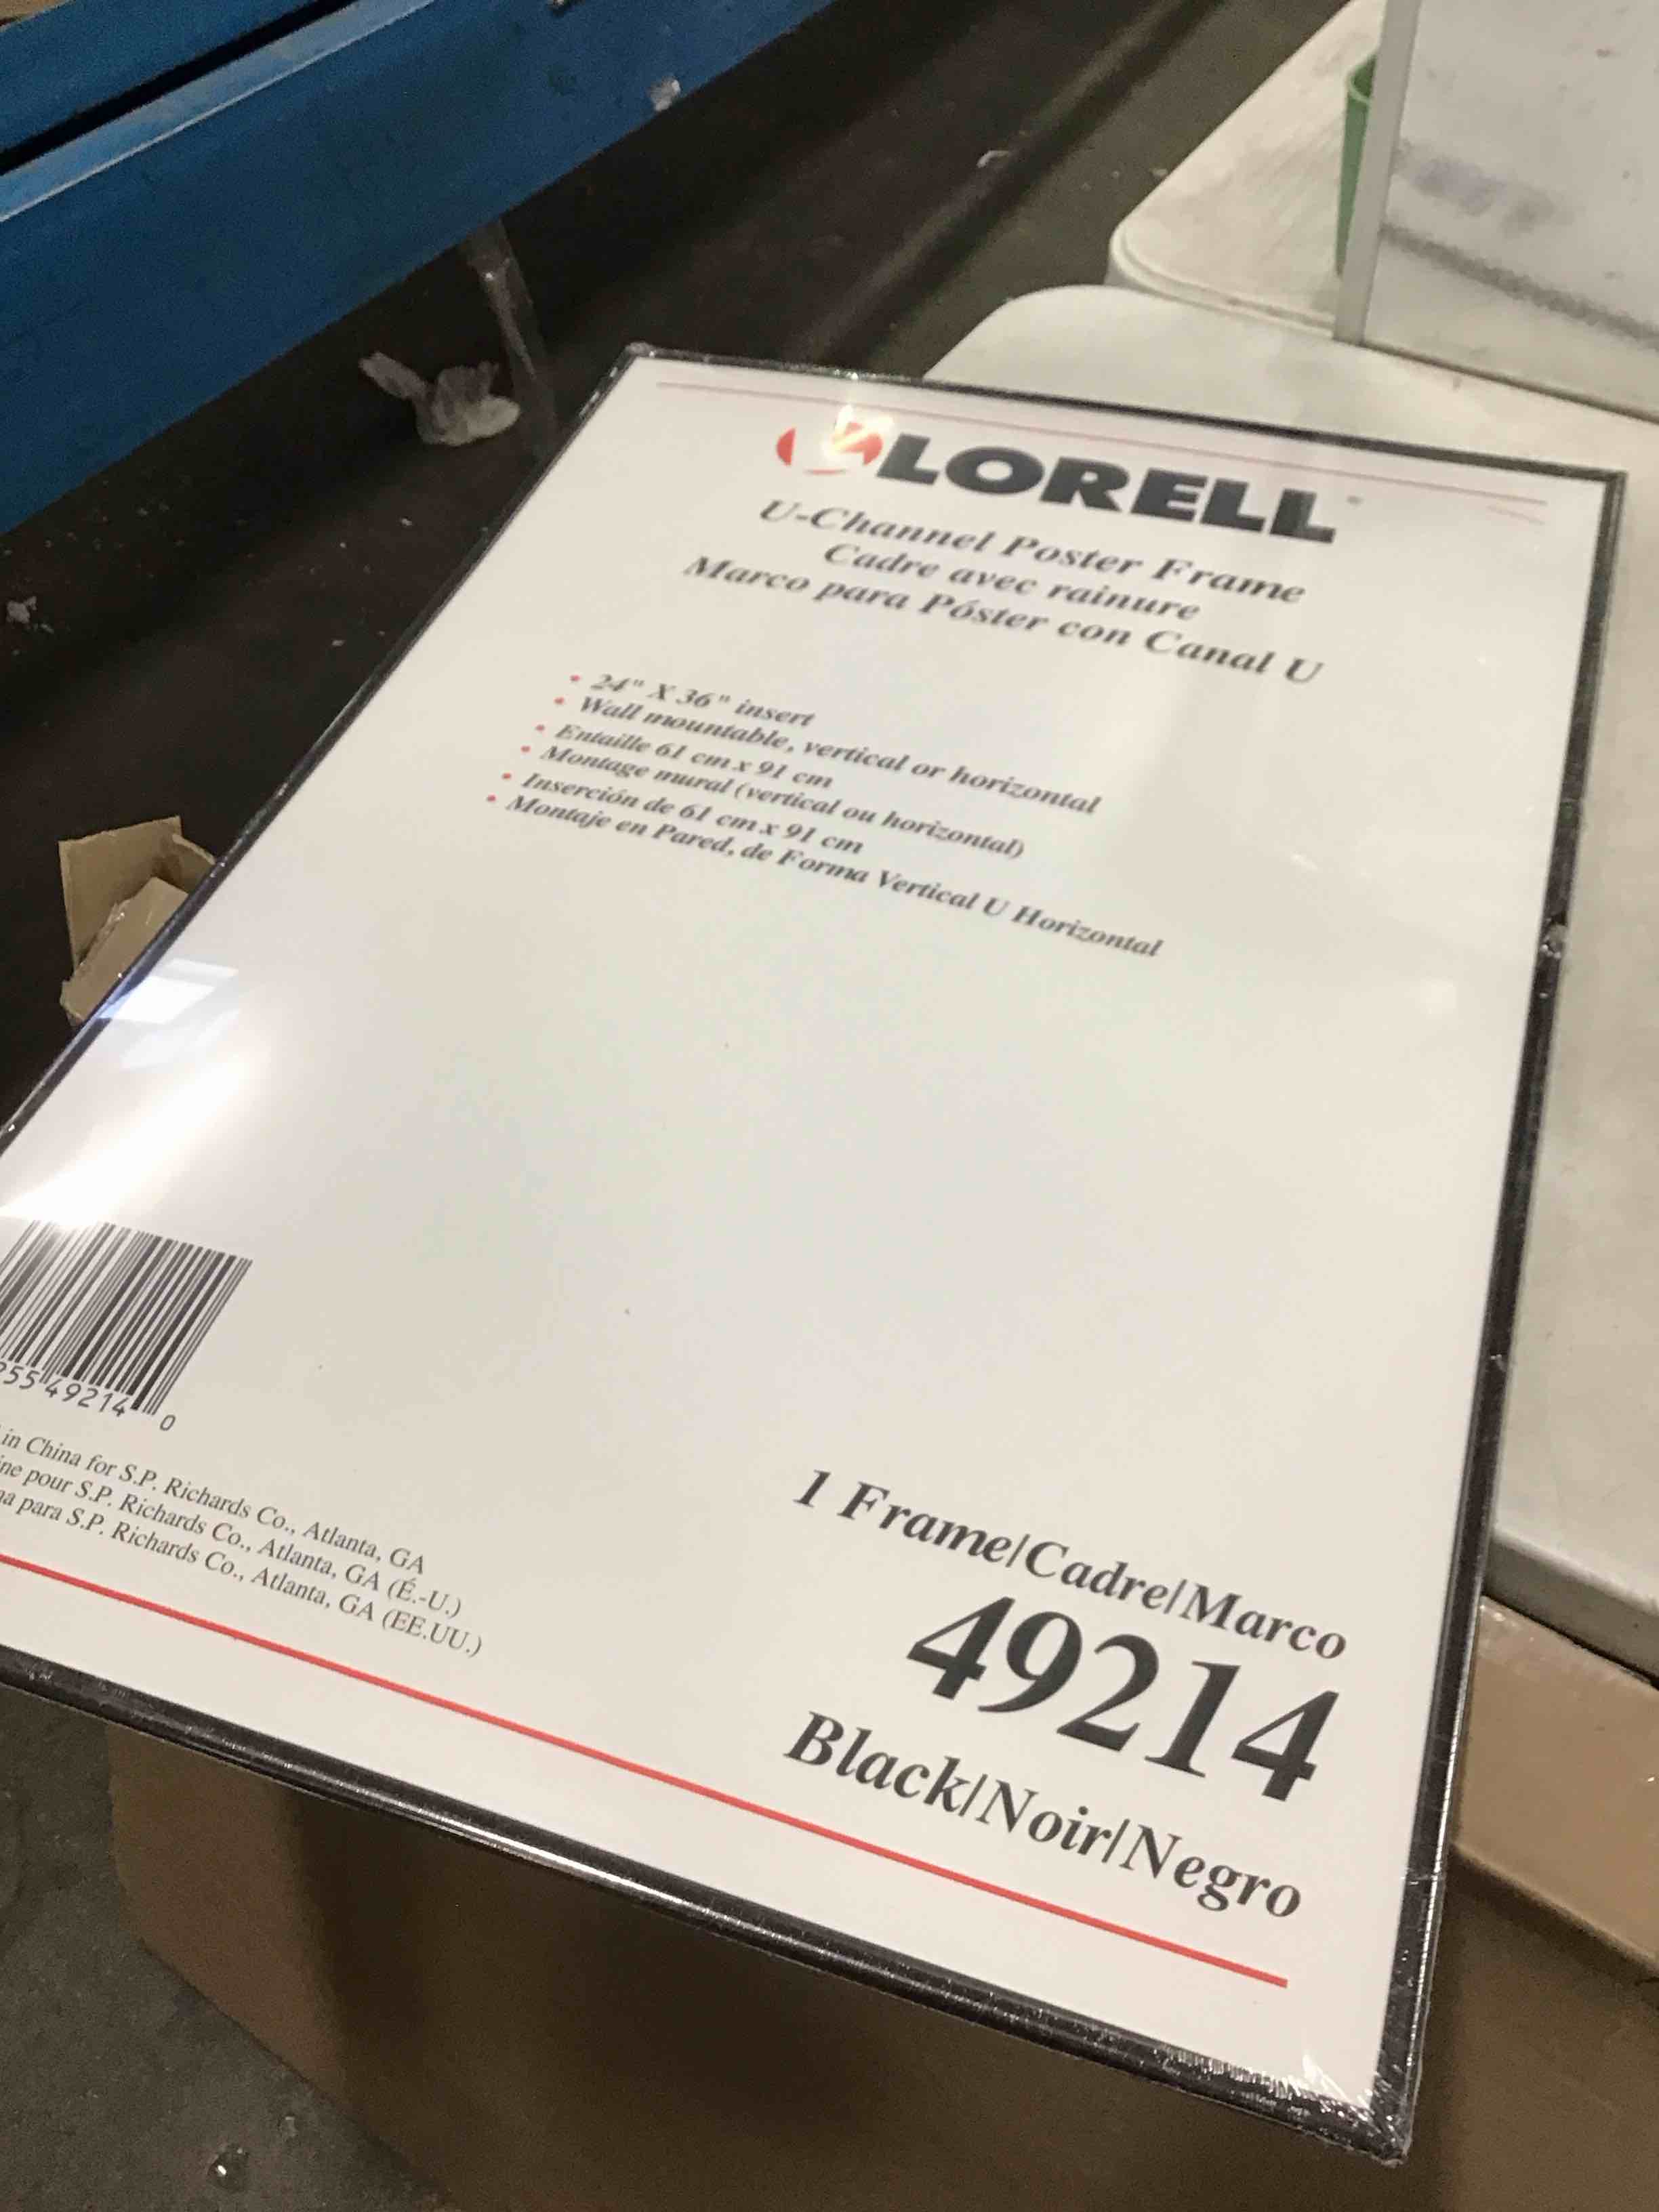 LORELL
U-Channel Poster Frame
Cadre avec rainure
Marco para Póster con Canal U
• 24" X 36" insert
• Wall mountable, vertical or horizontal
• Entaille 61 cm x 91 cm
• Montage mural (vertical ou horizontal)
• Inserción de 61 cm x 91 cm
• Montaje en Pared, de Forma Vertical U Horizontal
55 49214 0
in China for S.P. Richards Co., Atlanta, GA
pour S.P. Richards Co., Atlanta, GA (É.-U.)
para S.P. Richards Co., Atlanta, GA (EE.UU.)
1 Frame/Cadre/Marco
49214
Black/Noir/Negro